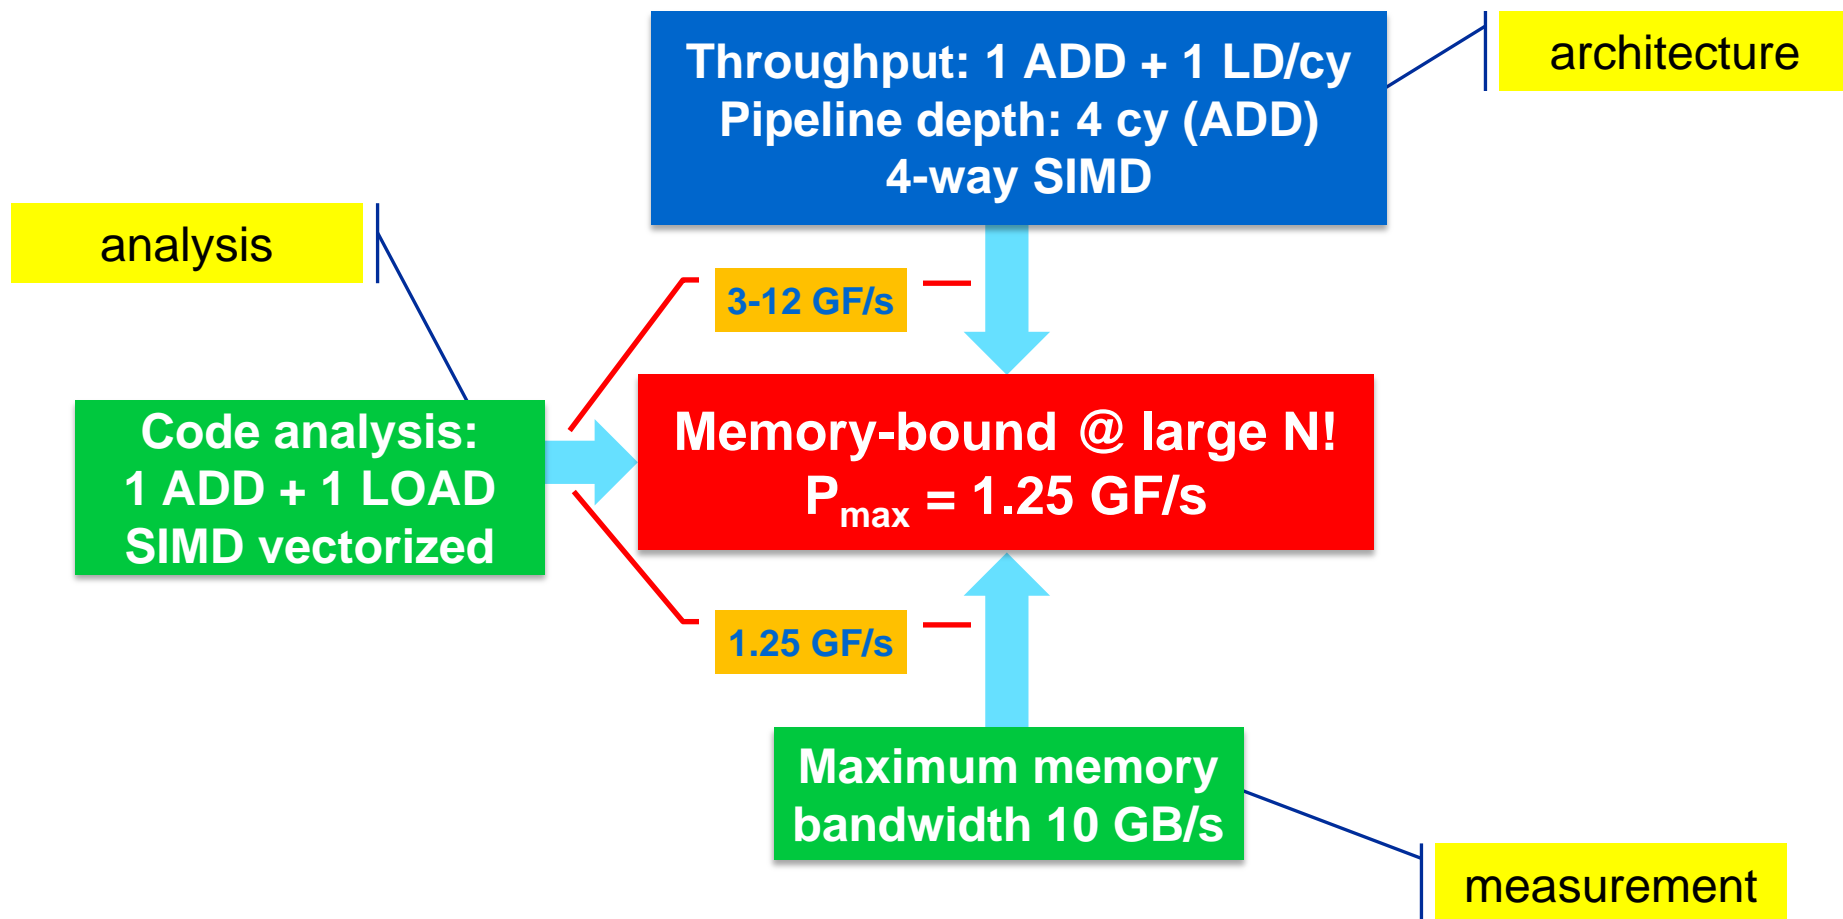 Throughput: 1 ADD + 1 LD/cy
Pipeline depth: 4 cy (ADD)
4-way SIMD
architecture
analysis
3-12 GF/s
Code analysis:
1 ADD + 1 LOAD
SIMD vectorized
Memory-bound @ large N!
Pmax = 1.25 GF/s
1.25 GF/s
Maximum memory
bandwidth 10 GB/s
measurement